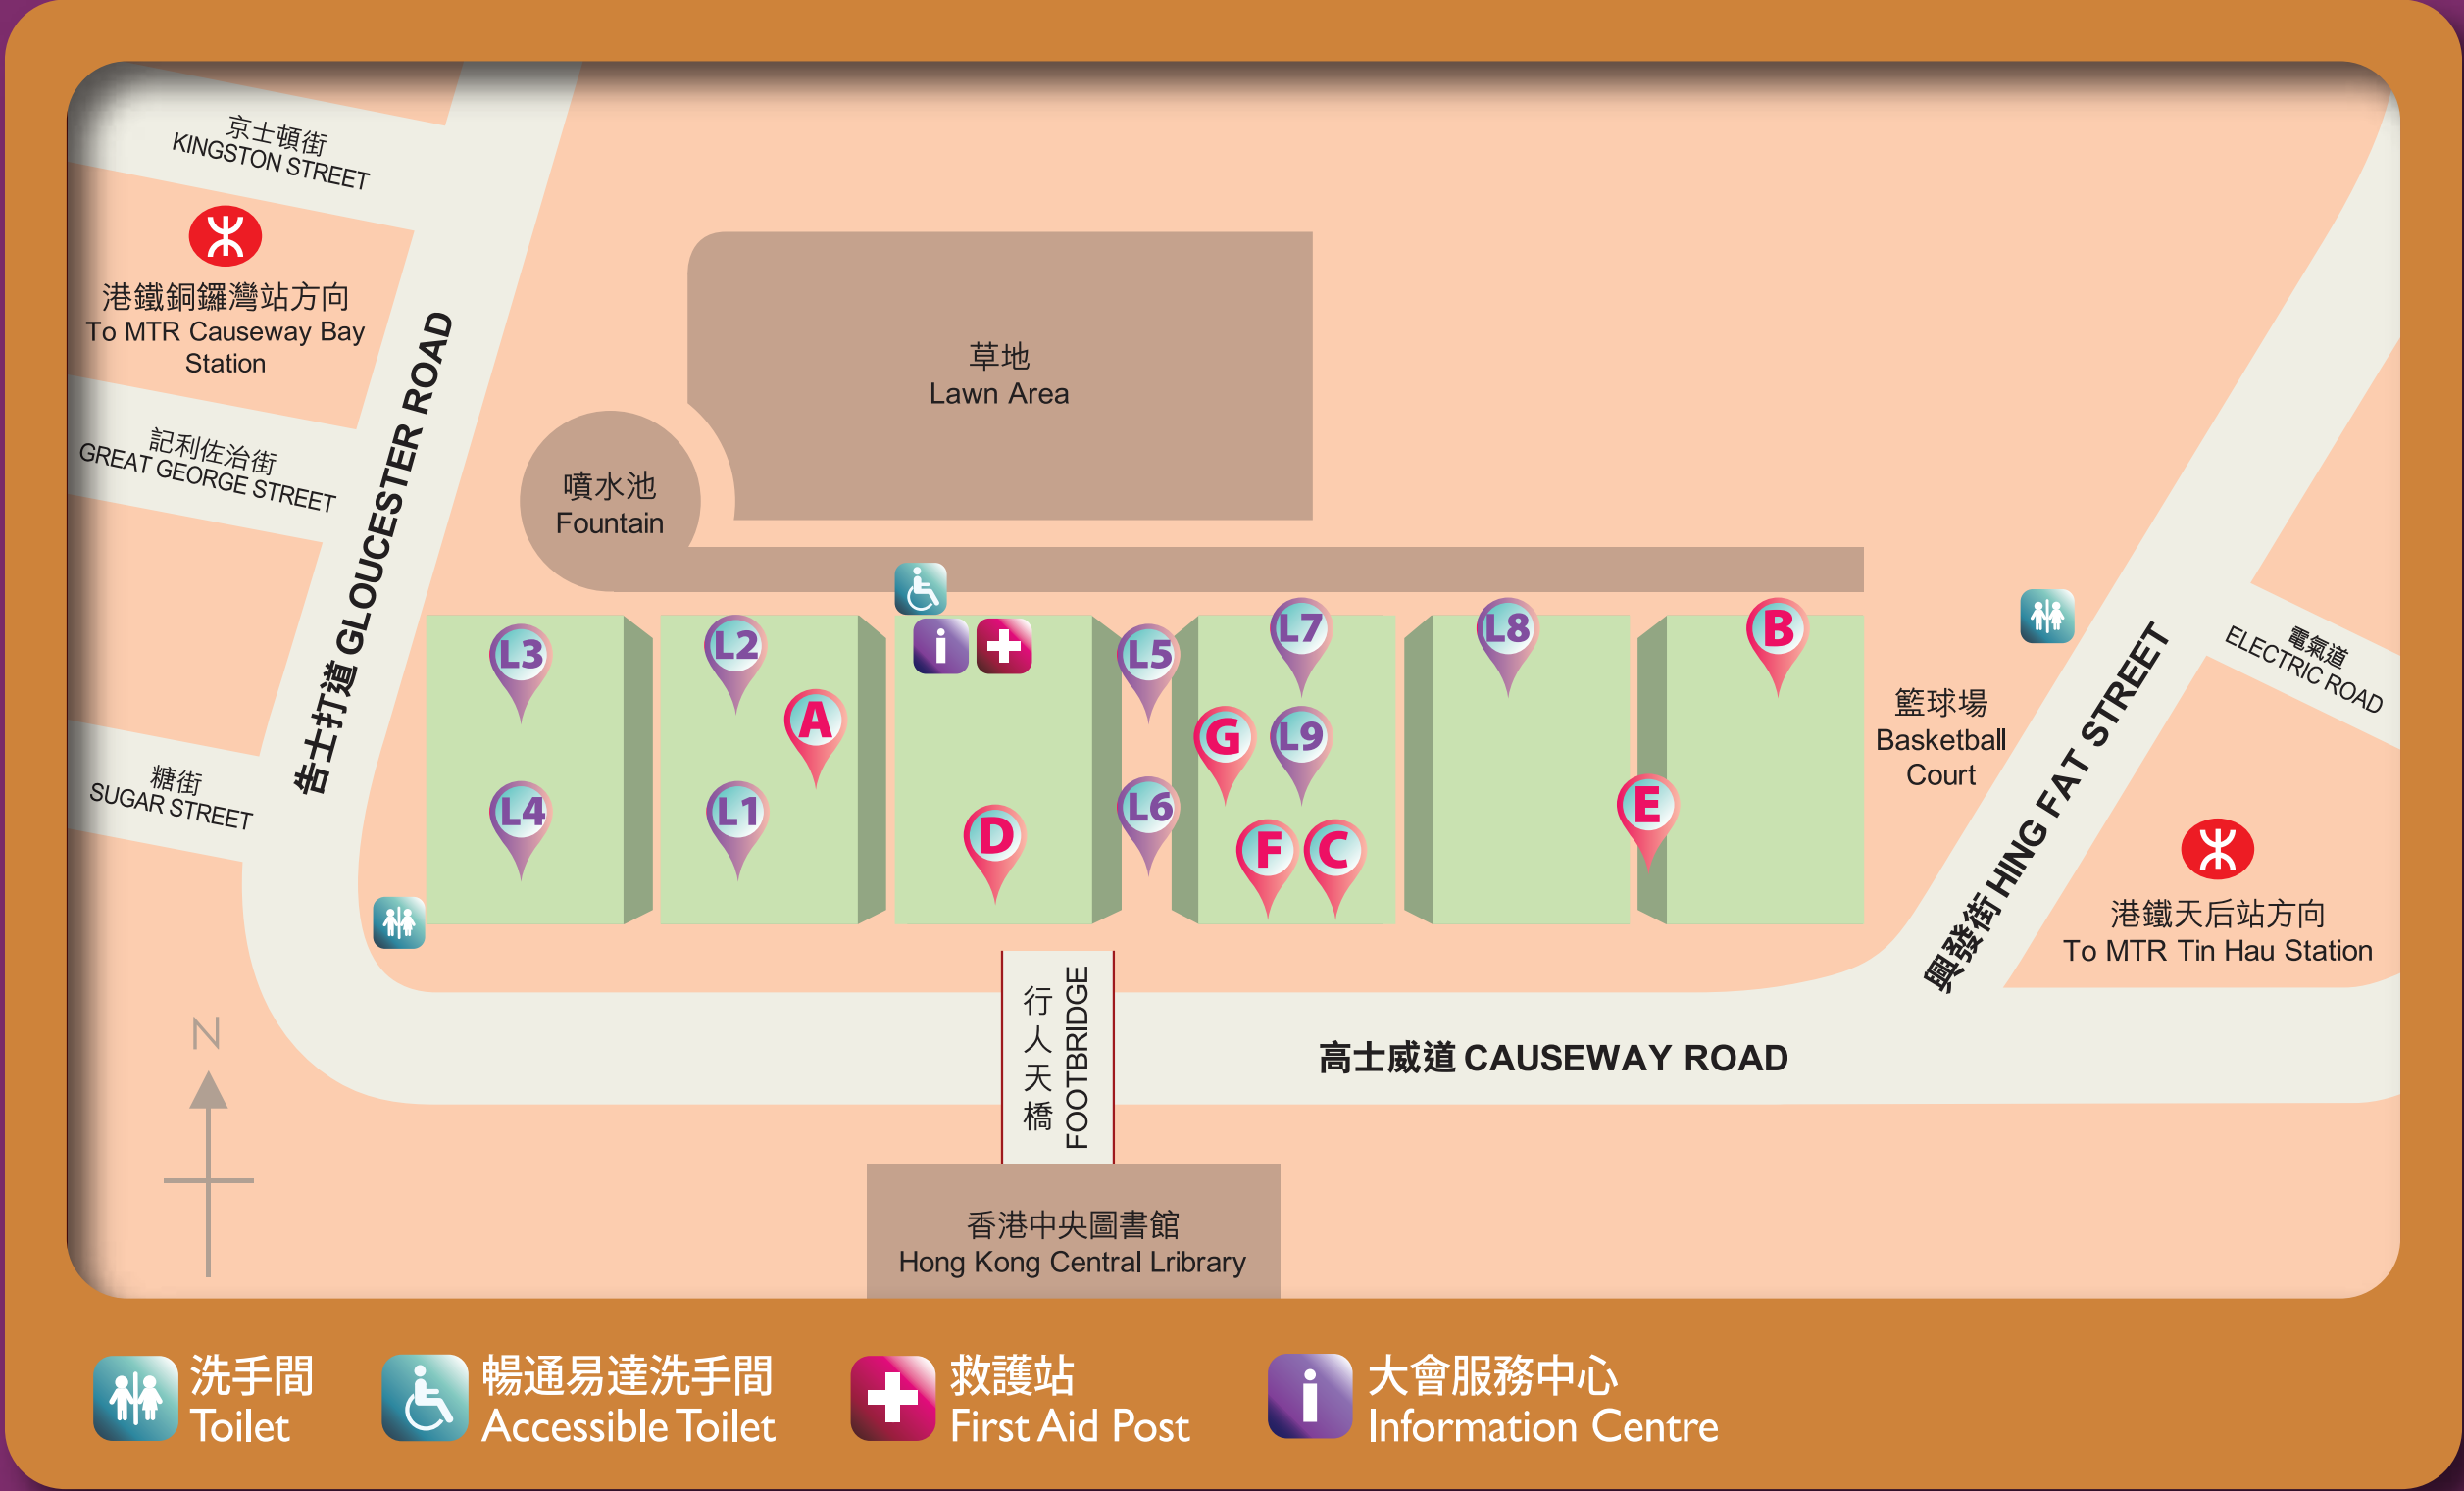 京士頓街
KINGSTON STREET
港鐵銅鑼灣站方向
To MTR Causeway Bay
Station
記利佐治街
GREAT GEORGE STREET
告士打道 GLOUCESTER ROAD
糖街
SUGAR STREET
草地
Lawn Area
噴水池
Fountain
L3
L2
A
L4
L1
i
D
L5
L6
L7
G
L9
F
C
L8
E
B
籃球場
Basketball
Court
興發街 HING FAT STREET
電氣道
ELECTRIC ROAD
港鐵天后站方向
To MTR Tin Hau Station
N
行人天橋
FOOTBRIDGE
高士威道 CAUSEWAY ROAD
香港中央圖書館
Hong Kong Central Lribrary
洗手間
Toilet
暢通易達洗手間
Accessible Toilet
救護站
First Aid Post
i
大會服務中心
Information Centre